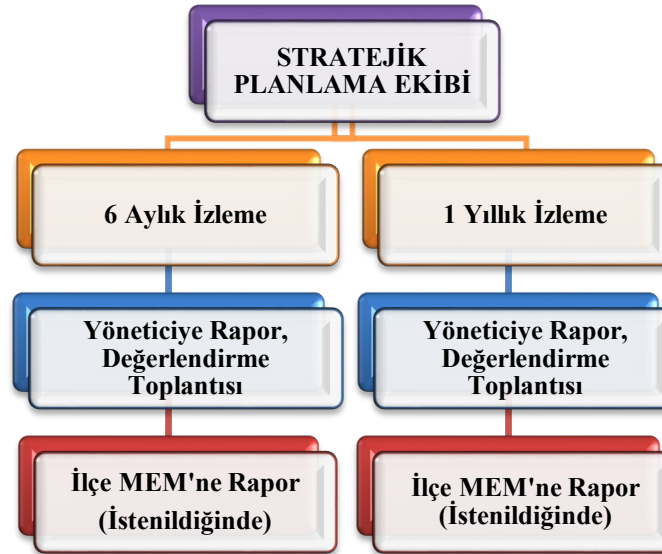 STRATEJİK
PLANLAMA EKİBİ
6 Aylık İzleme
1 Yıllık İzleme
Yöneticiye Rapor,
Değerlendirme
Toplantısı
Yöneticiye Rapor,
Değerlendirme
Toplantısı
İlçe MEM'ne Rapor
(İstenildiğinde)
İlçe MEM'ne Rapor
(İstenildiğinde)